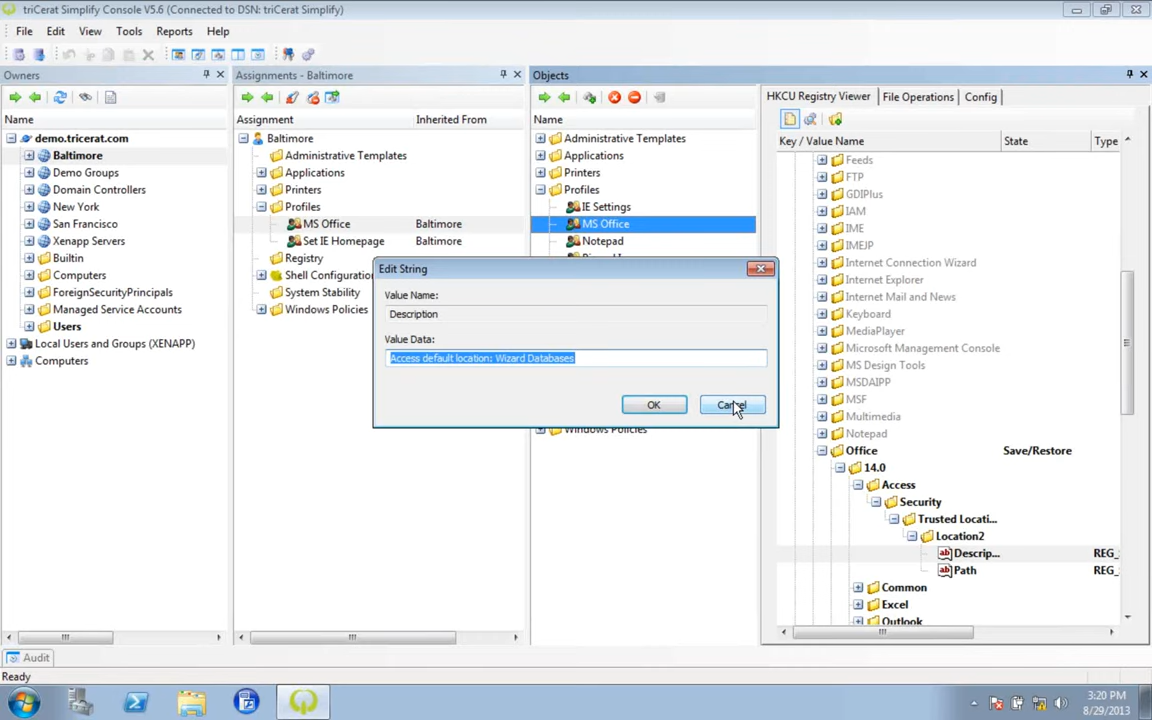 triCerat Simplify Console V5.6 (Connected to DSN: triCerat Simplify)
File Edit View Tools Reports Help
Owners
Name
demo.tricerat.com
Baltimore
Demo Groups
Domain Controllers
New York
San Francisco
Xenapp Servers
Builtin
Computers
ForeignSecurityPrincipals
Managed Service Accounts
Users
Local Users and Groups (XENAPP)
Computers
Assignments - Baltimore
Assignment Inherited From
Baltimore
Administrative Templates
Applications
Printers
Profiles
MS Office Baltimore
Set IE Homepage Baltimore
Registry
Shell Configuration
System Stability
Windows Policies
Objects
Name
Administrative Templates
Applications
Printers
Profiles
IE Settings
MS Office
Notepad
Windows Policies
Edit String
Value Name:
Description
Value Data:
Access default location: Wizard Databases
OK Cancel
HKCU Registry Viewer File Operations Config
Key / Value Name State Type
Feeds
FTP
GDIPlus
IAM
IME
IMEJP
Internet Connection Wizard
Internet Explorer
Internet Mail and News
Keyboard
MediaPlayer
Microsoft Management Console
MS Design Tools
MSDAIPP
MSF
Multimedia
Notepad
Office Save/Restore
14.0
Access
Security
Trusted Locati...
Location2
Descrip... REG_
Path REG_
Common
Excel
Outlook
Audit
Ready
3:20 PM
8/29/2013